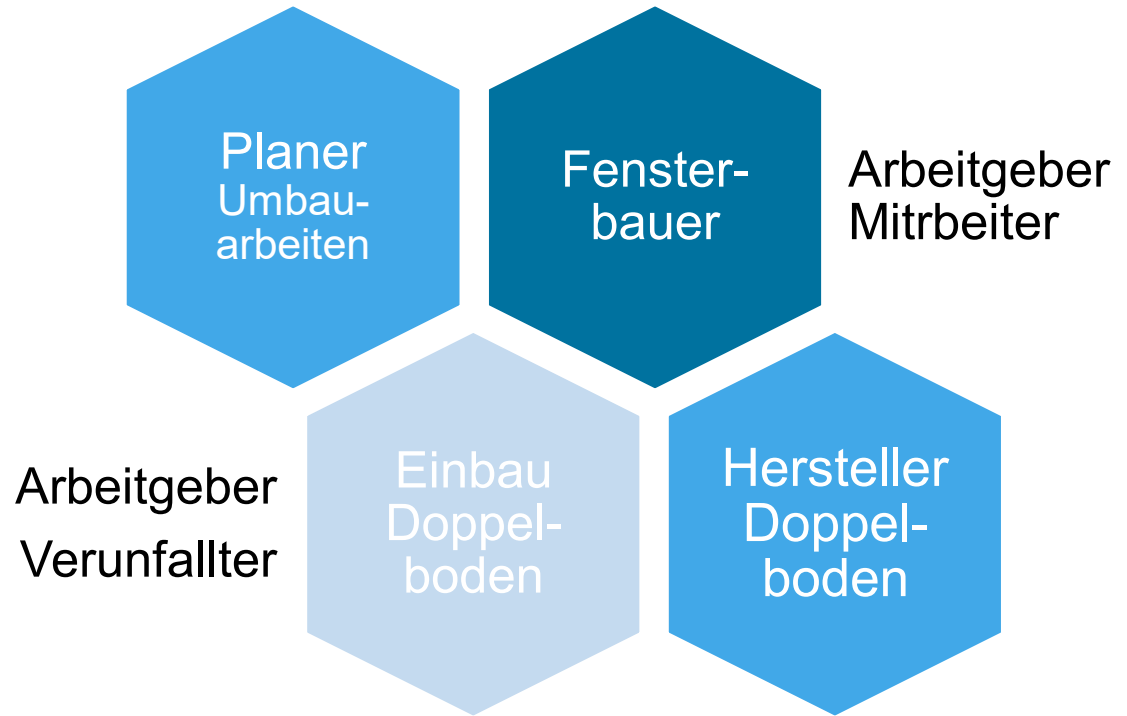 Planer
Umbau-
arbeiten
Fenster-
bauer
Arbeitgeber
Mitrbeiter
Arbeitgeber
Verunfallter
Einbau
Doppel-
boden
Hersteller
Doppel-
boden